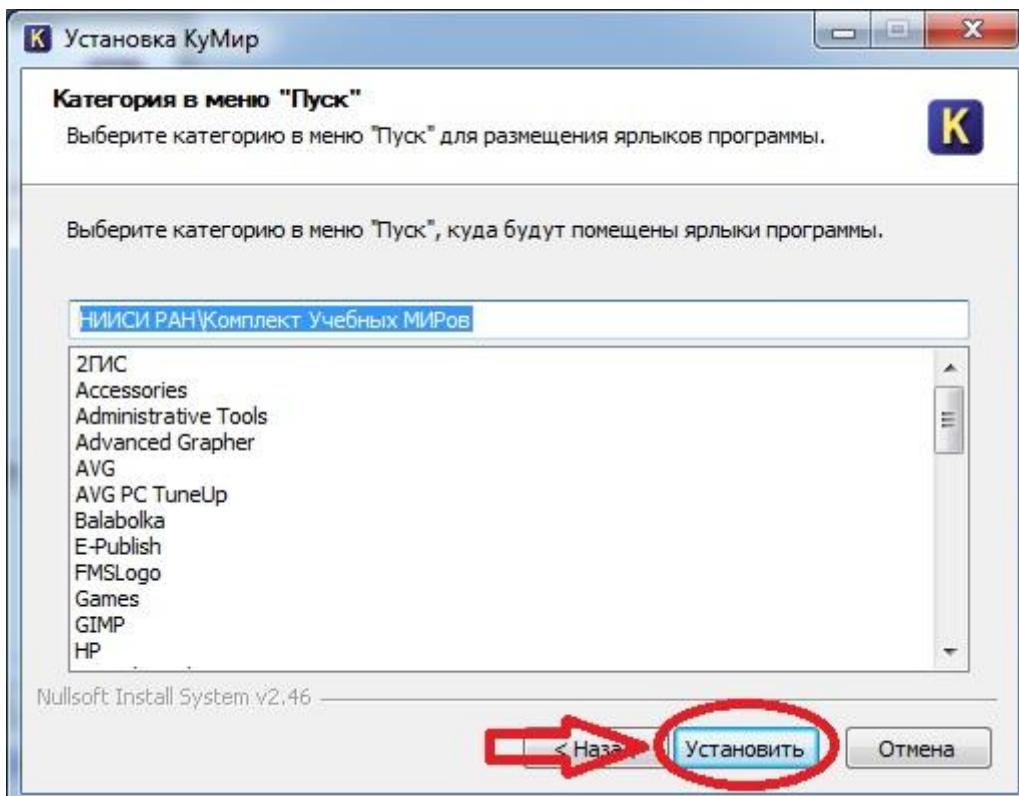 K Установка КуМир
Категория в меню "Пуск"
Выберите категорию в меню "Пуск" для размещения ярлыков программы.
K
Выберите категорию в меню "Пуск", куда будут помещены ярлыки программы.
НИИСИ РАН\Комплект Учебных МИРов
2ГИС
Accessories
Administrative Tools
Advanced Grapher
AVG
AVG PC TuneUp
Balabolka
E-Publish
FMSLogo
Games
GIMP
HP
Nullsoft Install System v2.46
< Наза Установить Отмена